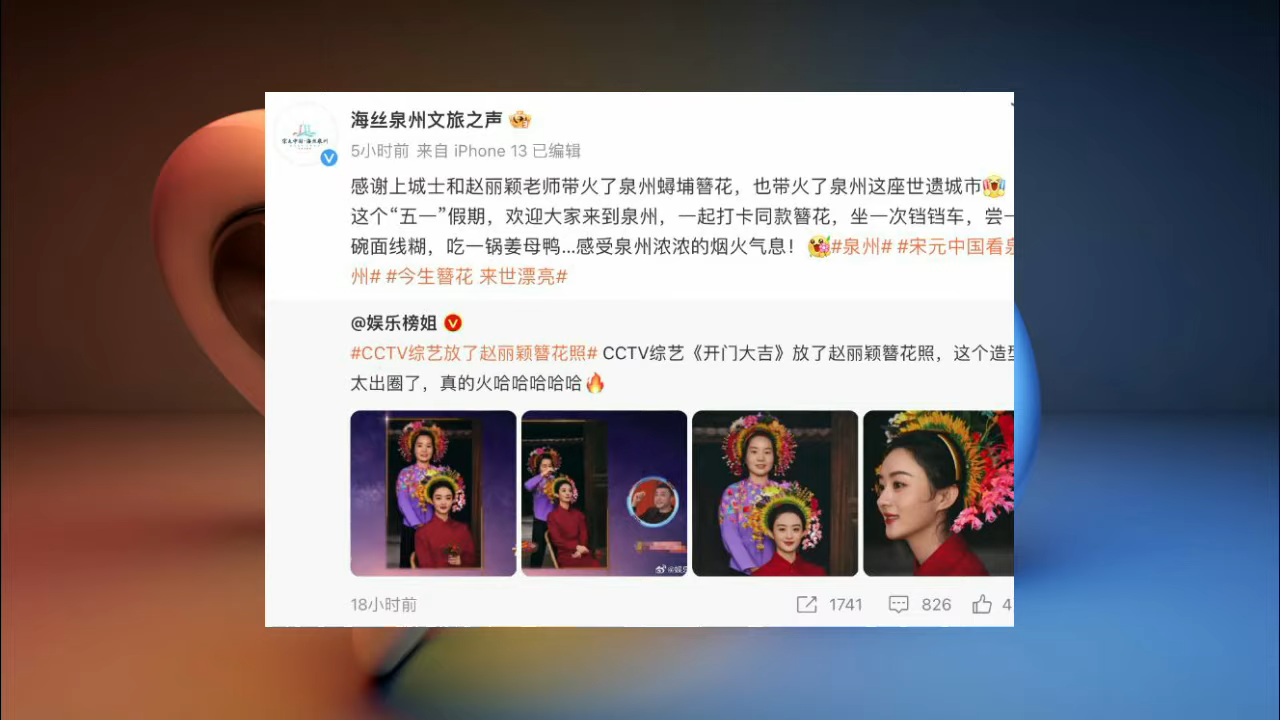 海丝泉州文旅之声
5小时前 来自 iPhone 13 已编辑
感谢上城士和赵丽颖老师带火了泉州蟳埔簪花，也带火了泉州这座世遗城市
这个“五一”假期，欢迎大家来到泉州，一起打卡同款簪花，坐一次铛铛车，尝一
碗面线糊，吃一锅姜母鸭...感受泉州浓浓的烟火气息！#泉州# #宋元中国看泉
州# #今生簪花 来世漂亮#
@娱乐榜姐
#CCTV综艺放了赵丽颖簪花照# CCTV综艺《开门大吉》放了赵丽颖簪花照，这个造型
太出圈了，真的火哈哈哈哈哈
18小时前 1741 826 4